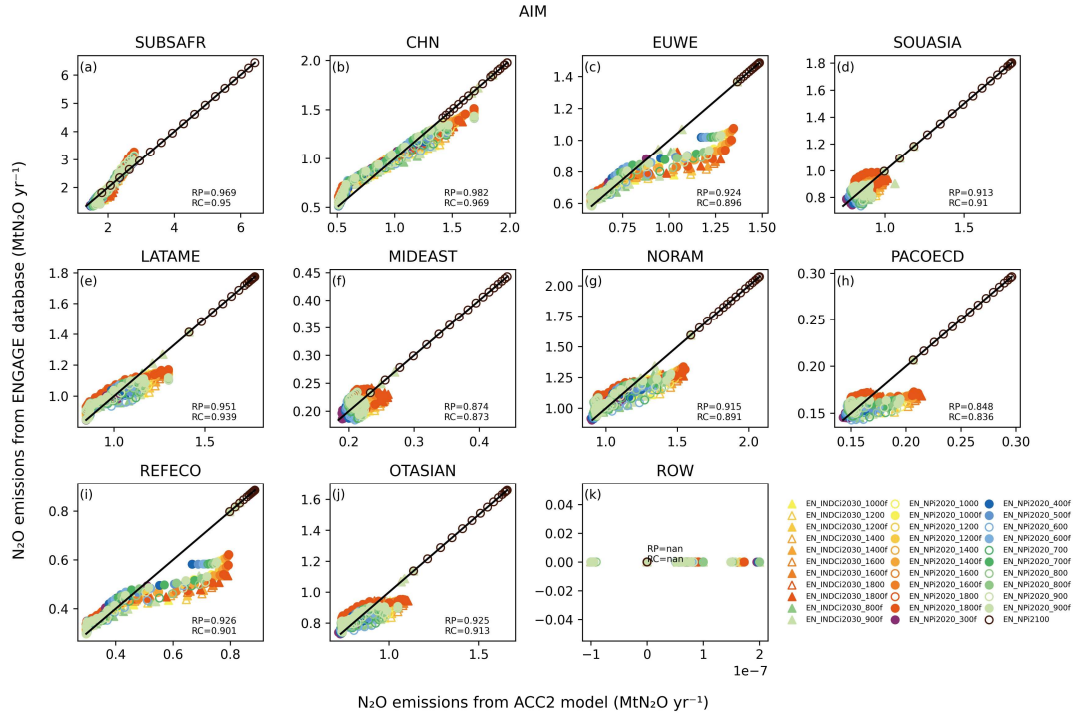 AIM
SUBSAFR
CHN
EUWE
SOUASIA
(a)
6
5
4
3
2
2
4
6
RP=0.969
RC=0.95
(b)
2.0
1.5
1.0
0.5
0.5
1.0
1.5
2.0
RP=0.982
RC=0.969
(c)
1.4
1.2
1.0
0.8
0.6
0.75
1.00
1.25
1.50
RP=0.924
RC=0.896
(d)
1.8
1.6
1.4
1.2
1.0
0.8
1.0
1.5
RP=0.913
RC=0.91
LATAME
MIDEAST
NORAM
PACOECD
(e)
1.8
1.6
1.4
1.2
1.0
1.0
1.5
RP=0.951
RC=0.939
(f)
0.45
0.40
0.35
0.30
0.25
0.20
0.2
0.3
0.4
RP=0.874
RC=0.873
(g)
2.00
1.75
1.50
1.25
1.00
1.0
1.5
2.0
RP=0.915
RC=0.891
(h)
0.30
0.25
0.20
0.15
0.15
0.20
0.25
0.30
RP=0.848
RC=0.836
REFECO
OTASIAN
ROW
(i)
0.8
0.6
0.4
0.4
0.6
0.8
RP=0.926
RC=0.901
(j)
1.6
1.4
1.2
1.0
0.8
1.0
1.5
RP=0.925
RC=0.913
(k)
0.04
0.02
0.00
−0.02
−0.04
−1
0
1
2
1e−7
RP=nan
RC=nan
EN_INDCi2030_1000f
EN_INDCi2030_1200
EN_INDCi2030_1200f
EN_INDCi2030_1400
EN_INDCi2030_1400f
EN_INDCi2030_1600
EN_INDCi2030_1600f
EN_INDCi2030_1800
EN_INDCi2030_1800f
EN_INDCi2030_800f
EN_INDCi2030_900f
EN_NPi2020_1000
EN_NPi2020_1000f
EN_NPi2020_1200
EN_NPi2020_1200f
EN_NPi2020_1400
EN_NPi2020_1400f
EN_NPi2020_1600
EN_NPi2020_1600f
EN_NPi2020_1800
EN_NPi2020_1800f
EN_NPi2020_300f
EN_NPi2020_400f
EN_NPi2020_500f
EN_NPi2020_600
EN_NPi2020_600f
EN_NPi2020_700
EN_NPi2020_700f
EN_NPi2020_800
EN_NPi2020_800f
EN_NPi2020_900
EN_NPi2020_900f
EN_NPi2100
N₂O emissions from ENGAGE database (MtN₂O yr⁻¹)
N₂O emissions from ACC2 model (MtN₂O yr⁻¹)